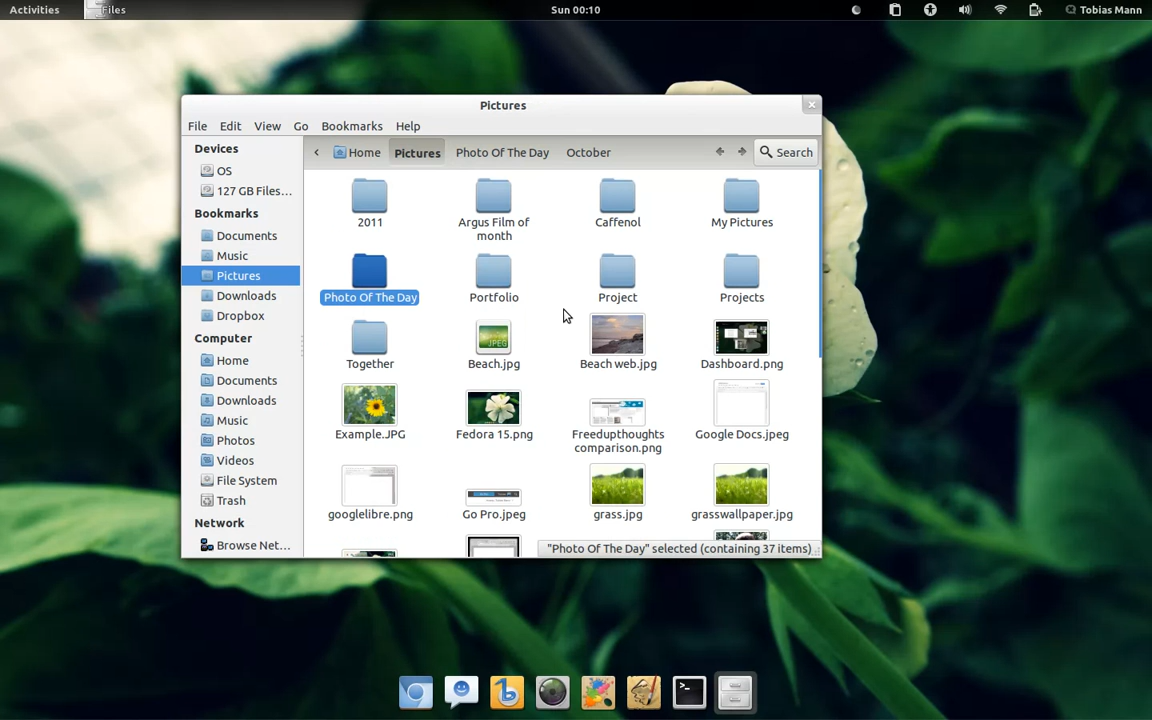 Activities Files Sun 00:10 Tobias Mann
Pictures
File Edit View Go Bookmarks Help
Devices
OS
127 GB Files...
Bookmarks
Documents
Music
Pictures
Downloads
Dropbox
Computer
Home
Documents
Downloads
Music
Photos
Videos
File System
Trash
Network
Browse Net...
Home Pictures Photo Of The Day October Search
2011
Argus Film of
month
Caffenol
My Pictures
Photo Of The Day
Portfolio
Project
Projects
Together
Beach.jpg
Beach web.jpg
Dashboard.png
Example.JPG
Fedora 15.png
Freedupthoughts
comparison.png
Google Docs.jpeg
googlelibre.png
Go Pro.jpeg
grass.jpg
grasswallpaper.jpg
"Photo Of The Day" selected (containing 37 items)